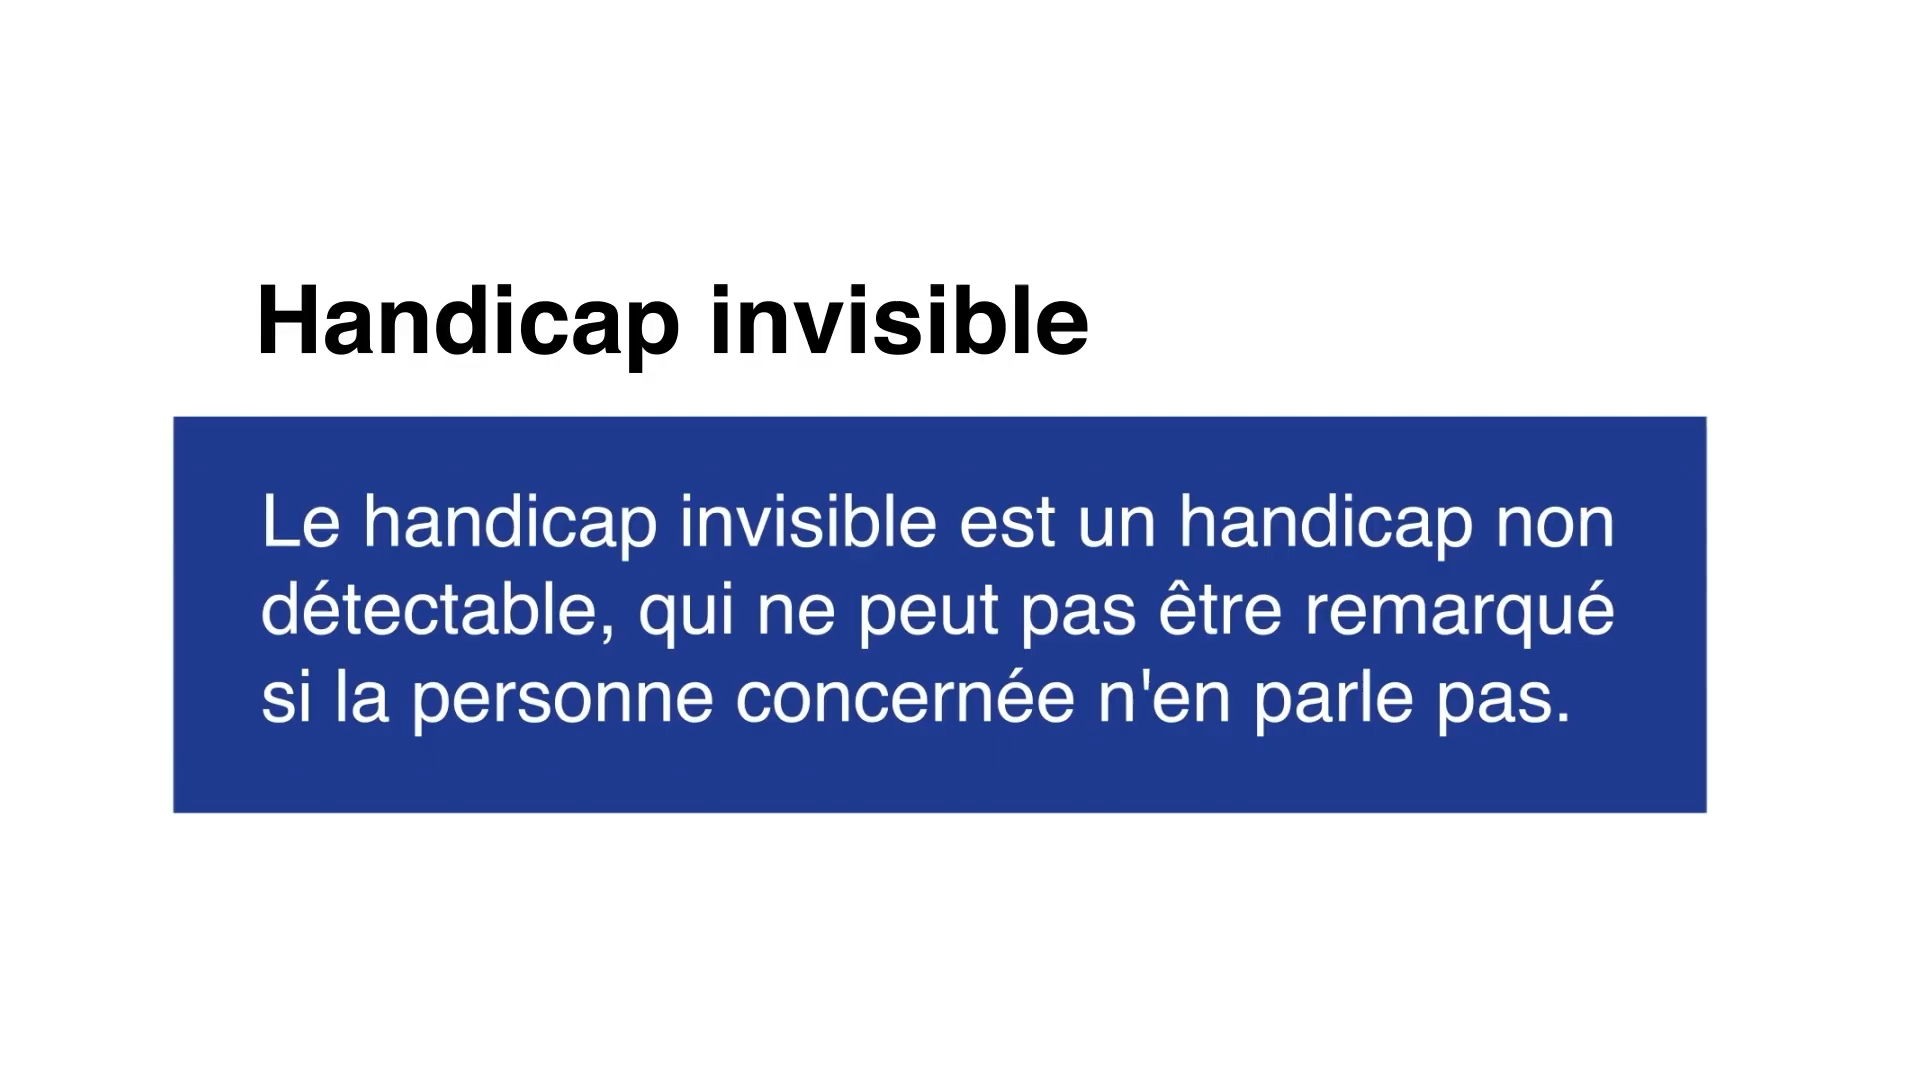 Handicap invisible
Le handicap invisible est un handicap non
détectable, qui ne peut pas être remarqué
si la personne concernée n'en parle pas.